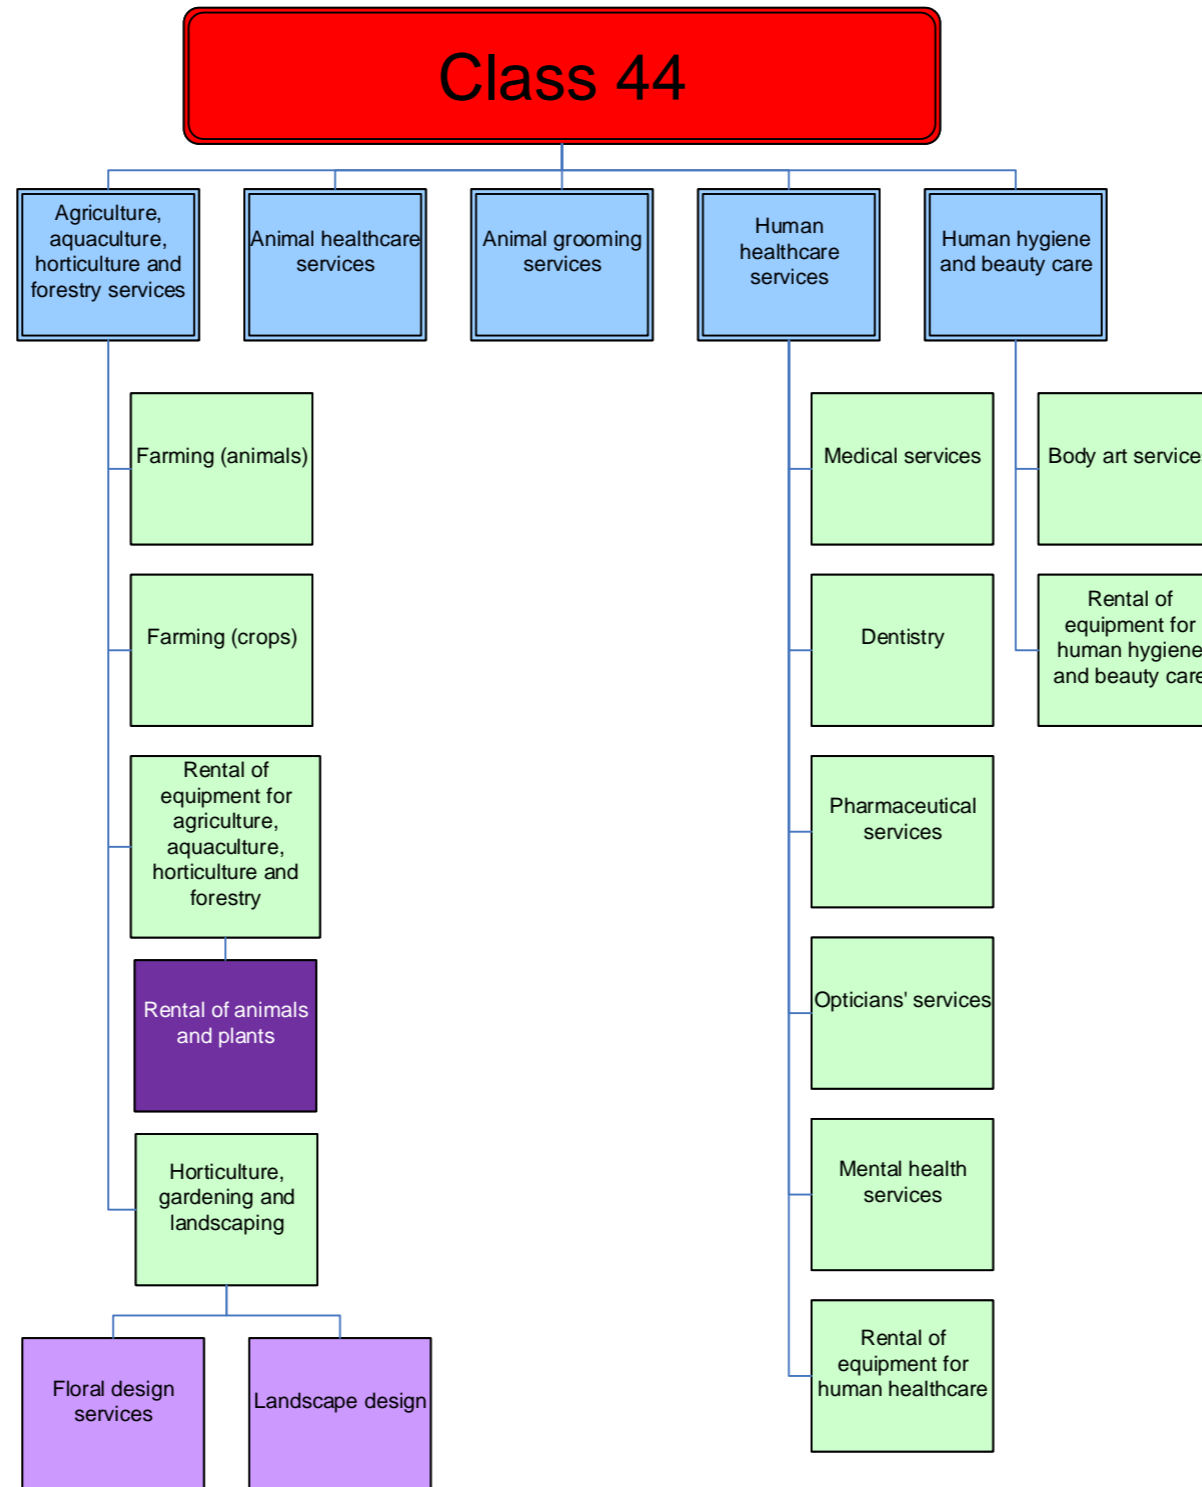 Class 44
Agriculture,
aquaculture,
horticulture and
forestry services
Animal healthcare
services
Animal grooming
services
Human
healthcare
services
Human hygiene
and beauty care
Farming (animals)
Farming (crops)
Rental of
equipment for
agriculture,
aquaculture,
horticulture and
forestry
Rental of animals
and plants
Horticulture,
gardening and
landscaping
Floral design
services
Landscape design
Medical services
Dentistry
Pharmaceutical
services
Opticians' services
Mental health
services
Rental of
equipment for
human healthcare
Body art service
Rental of
equipment for
human hygiene
and beauty care